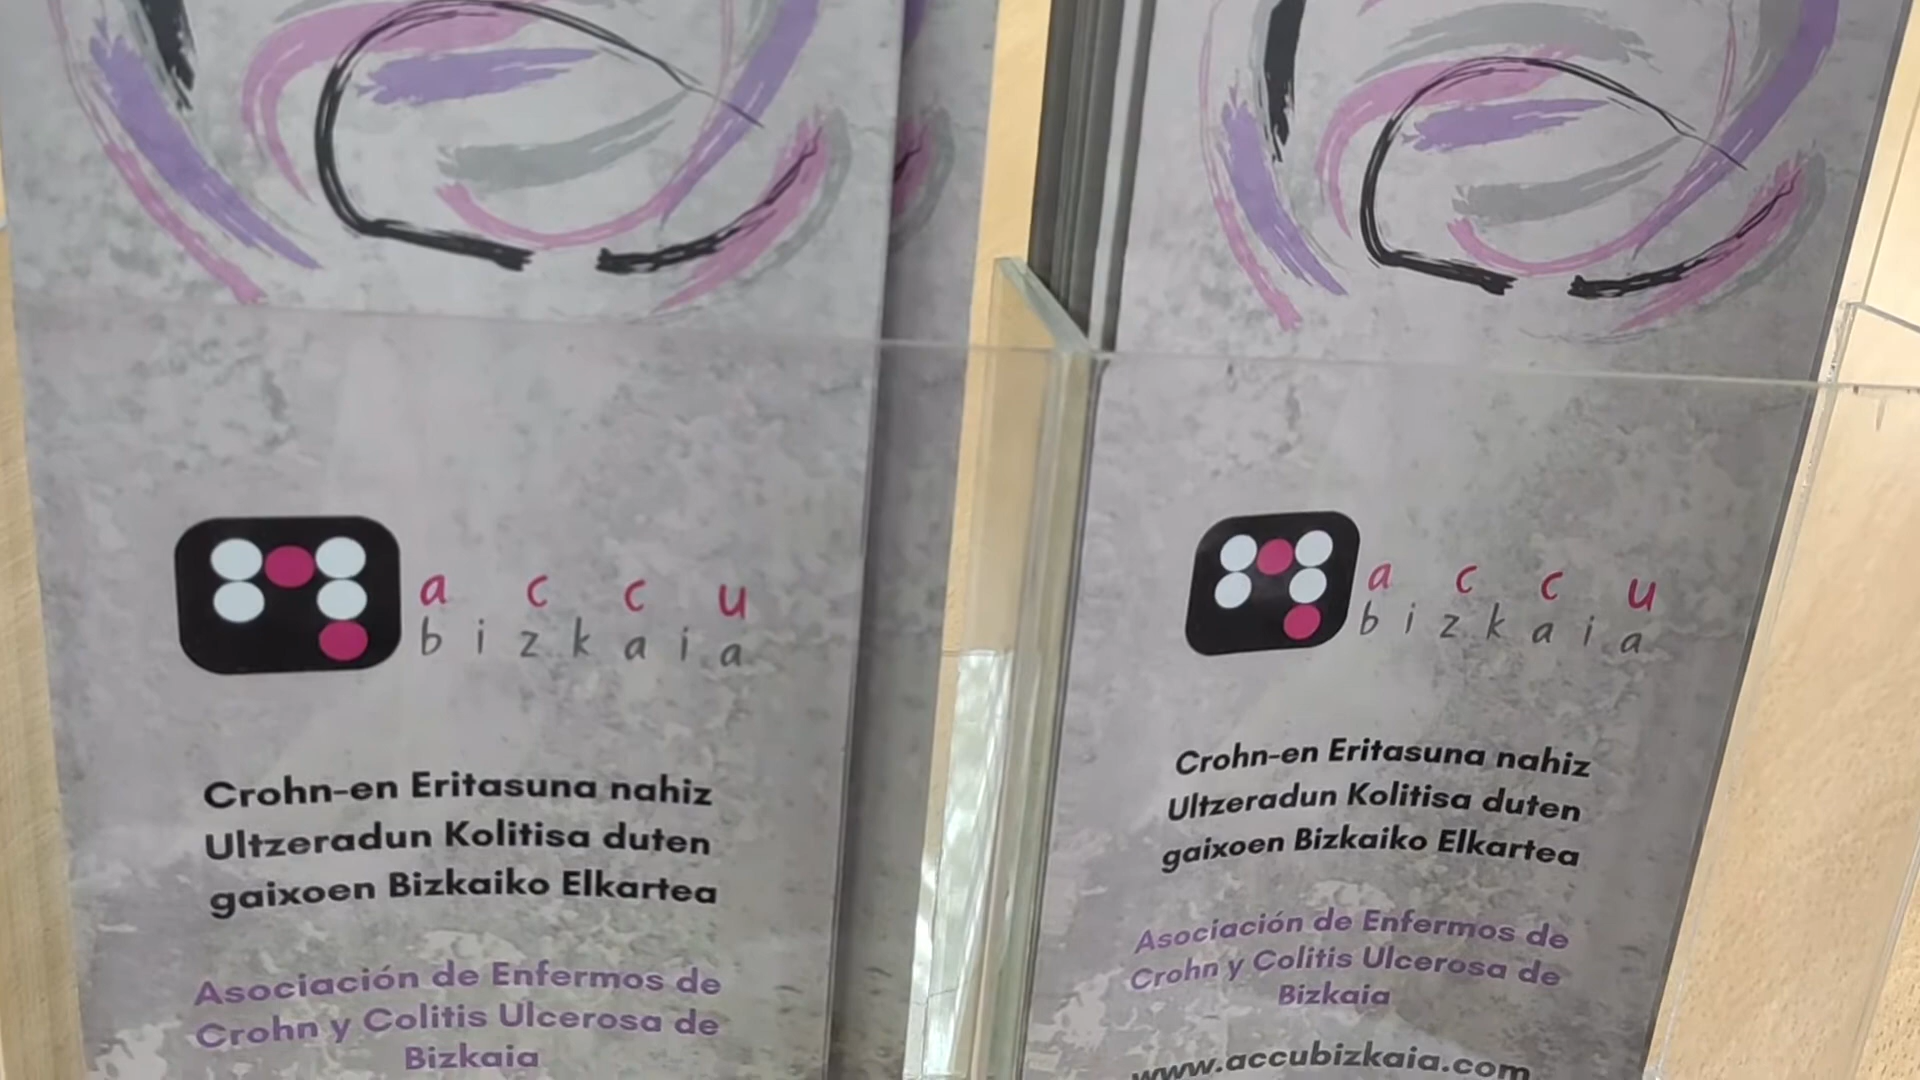 accu
bizkaia
Crohn-en Eritasuna nahiz
Ultzeradun Kolitisa duten
gaixoen Bizkaiko Elkartea
Asociación de Enfermos de
Crohn y Colitis Ulcerosa de
Bizkaia
accu
bizkaia
Crohn-en Eritasuna nahiz
Ultzeradun Kolitisa duten
gaixoen Bizkaiko Elkartea
Asociación de Enfermos de
Crohn y Colitis Ulcerosa de
Bizkaia
www.accubizkaia.com